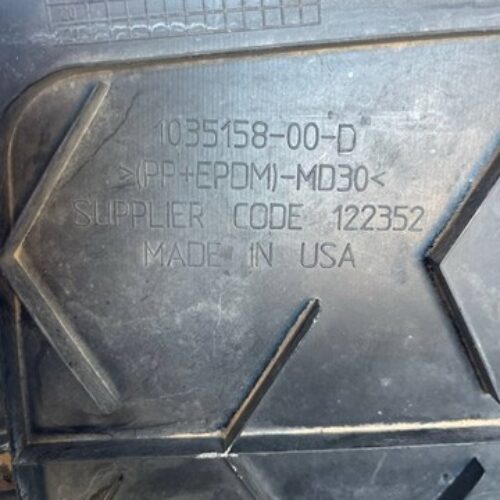 1035158-00-D
>(PP+EPDM)-MD30<
SUPPLIER CODE 122352
MADE IN USA